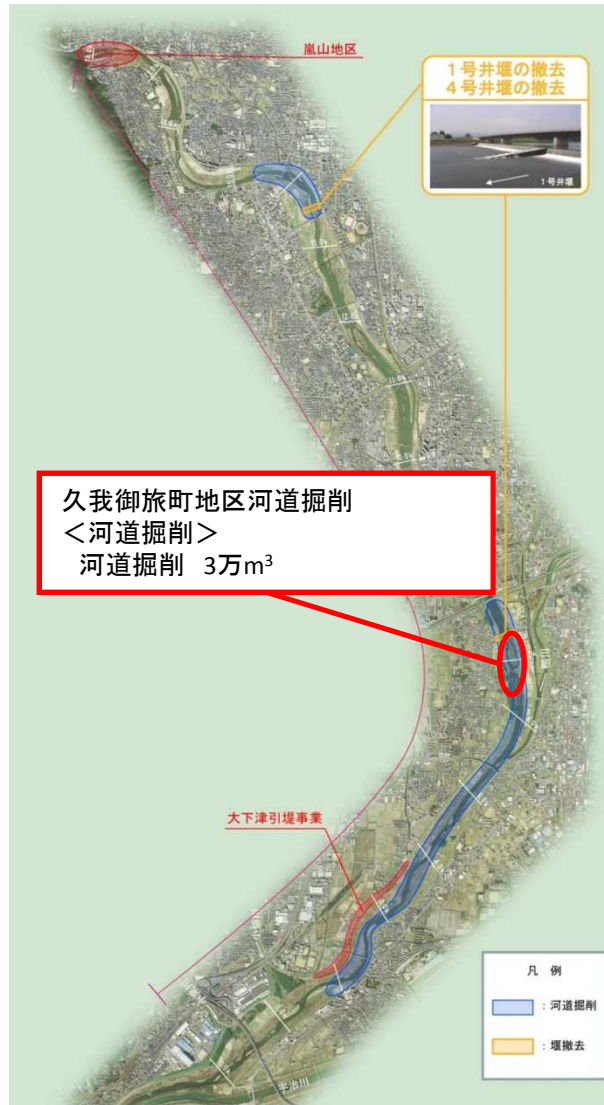 嵐山地区
1号井堰の撤去
4号井堰の撤去
1号井堰
久我御旅町地区河道掘削
＜河道掘削＞
河道掘削 3万m³
大下津引堤事業
宇治川
凡 例
：河道掘削
：堰撤去